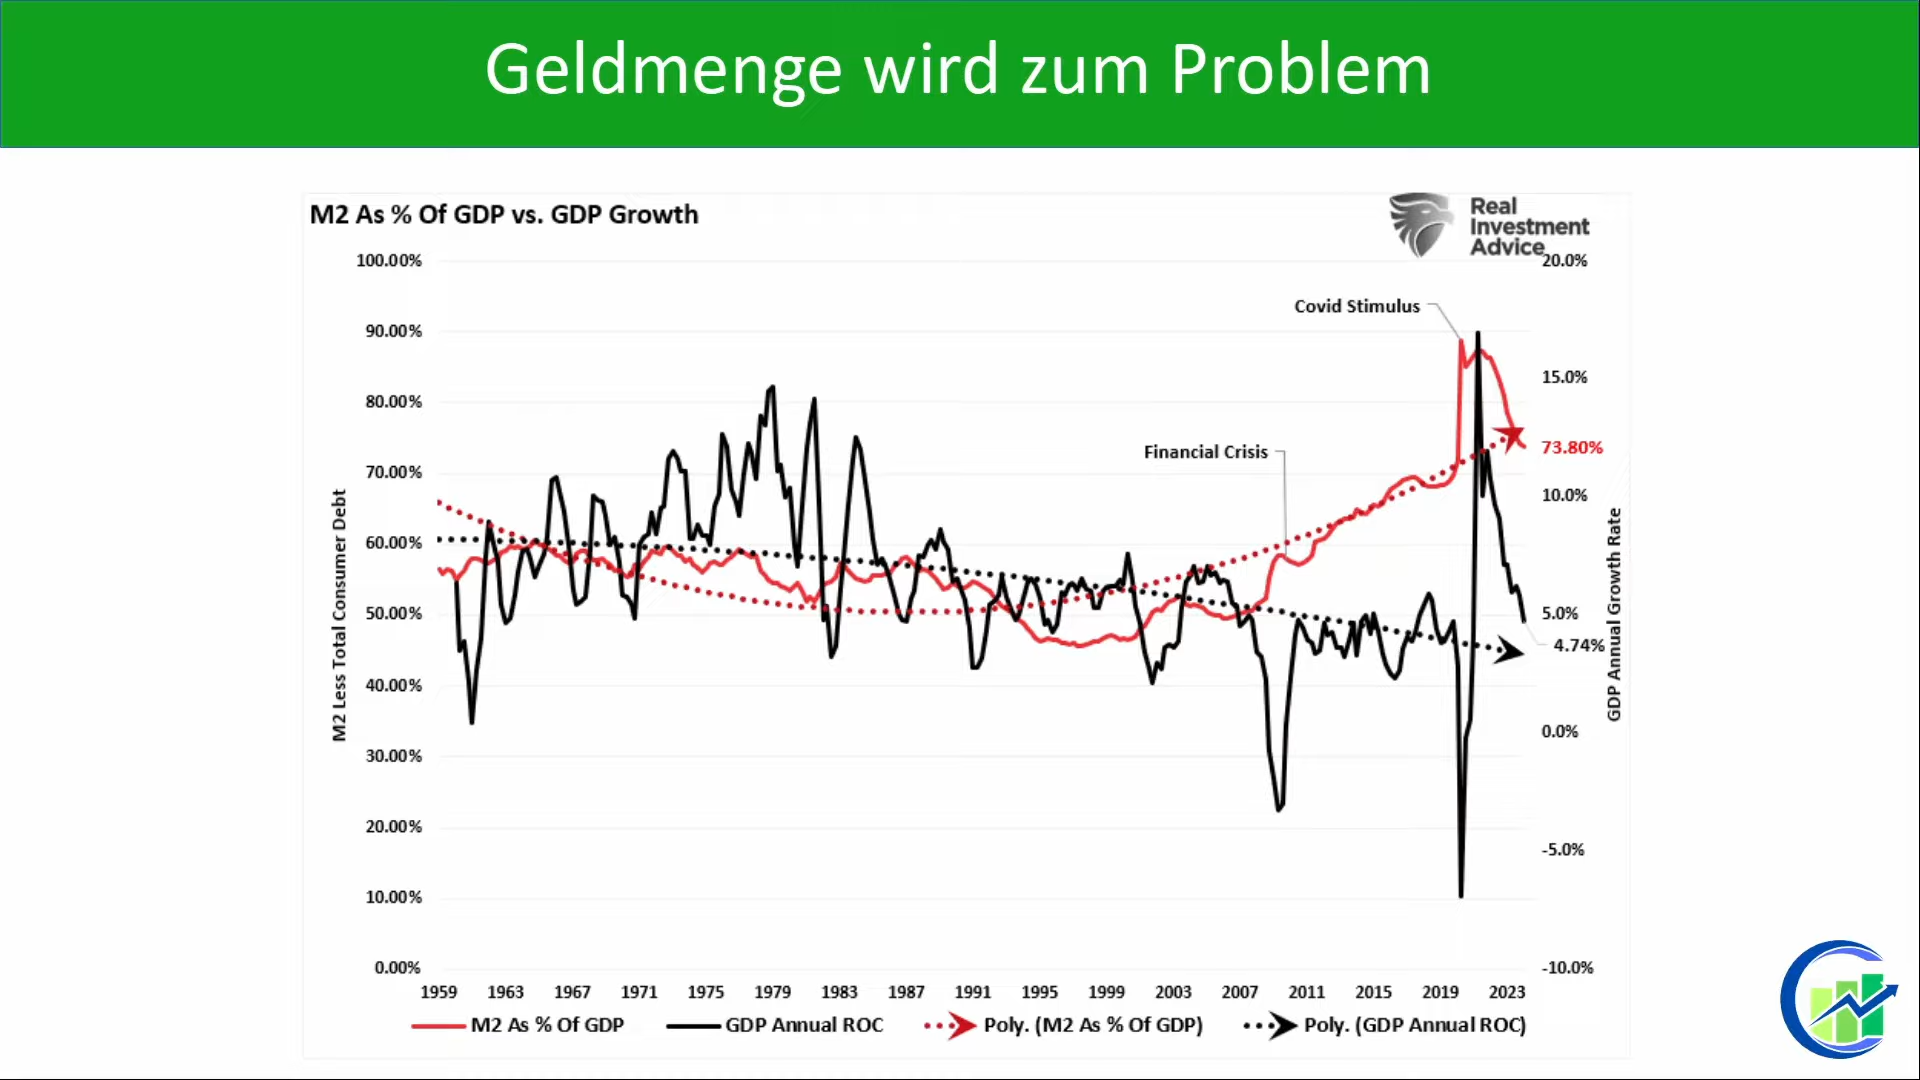 Geldmenge wird zum Problem
M2 As % Of GDP vs. GDP Growth
Real
Investment
Advice
100.00%
90.00%
80.00%
70.00%
60.00%
50.00%
40.00%
30.00%
20.00%
10.00%
0.00%
M2 Less Total Consumer Debt
Covid Stimulus
Financial Crisis
20.0%
15.0%
73.80%
10.0%
5.0%
4.74%
0.0%
-5.0%
-10.0%
GDP Annual Growth Rate
1959 1963 1967 1971 1975 1979 1983 1987 1991 1995 1999 2003 2007 2011 2015 2019 2023
M2 As % Of GDP GDP Annual ROC Poly. (M2 As % Of GDP) Poly. (GDP Annual ROC)